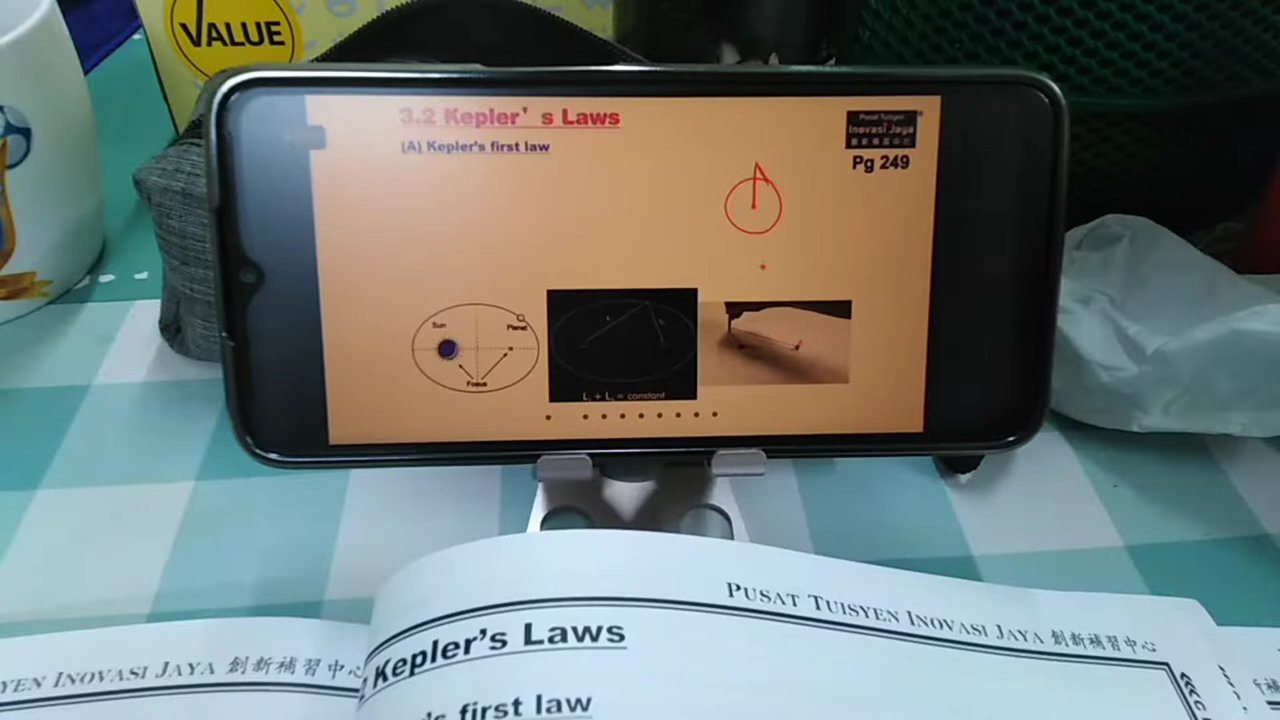 VALUE
3.2 Kepler's Laws
(A) Kepler's first law
Pusat Tuisyen
Inovasi Jaya
Pg 249
Sun
Planet
Focus
= constant
PUSAT TUISYEN INOVASI JAYA 創新補習中心
YEN INOVASI JAYA 創新補習中心
Kepler's Laws
's first law